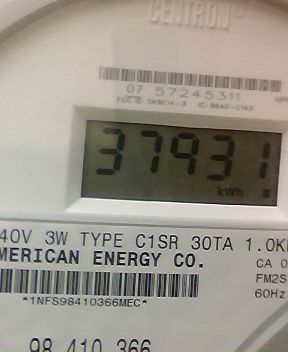 CENTRON
07 57245311
37931
kWh
40V 3W TYPE C1SR 30TA 1.0K
MERICAN ENERGY CO.
CA 0
FM2S
60Hz
*1NFS98410366MEC*
98 410 366